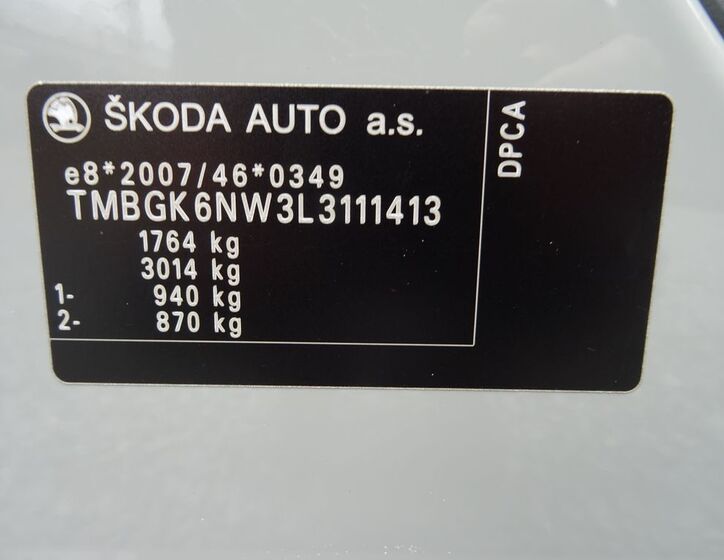 ŠKODA AUTO a.s.
e8*2007/46*0349
TMBGK6NW3L3111413
1764 kg
3014 kg
1- 940 kg
2- 870 kg
DPCA